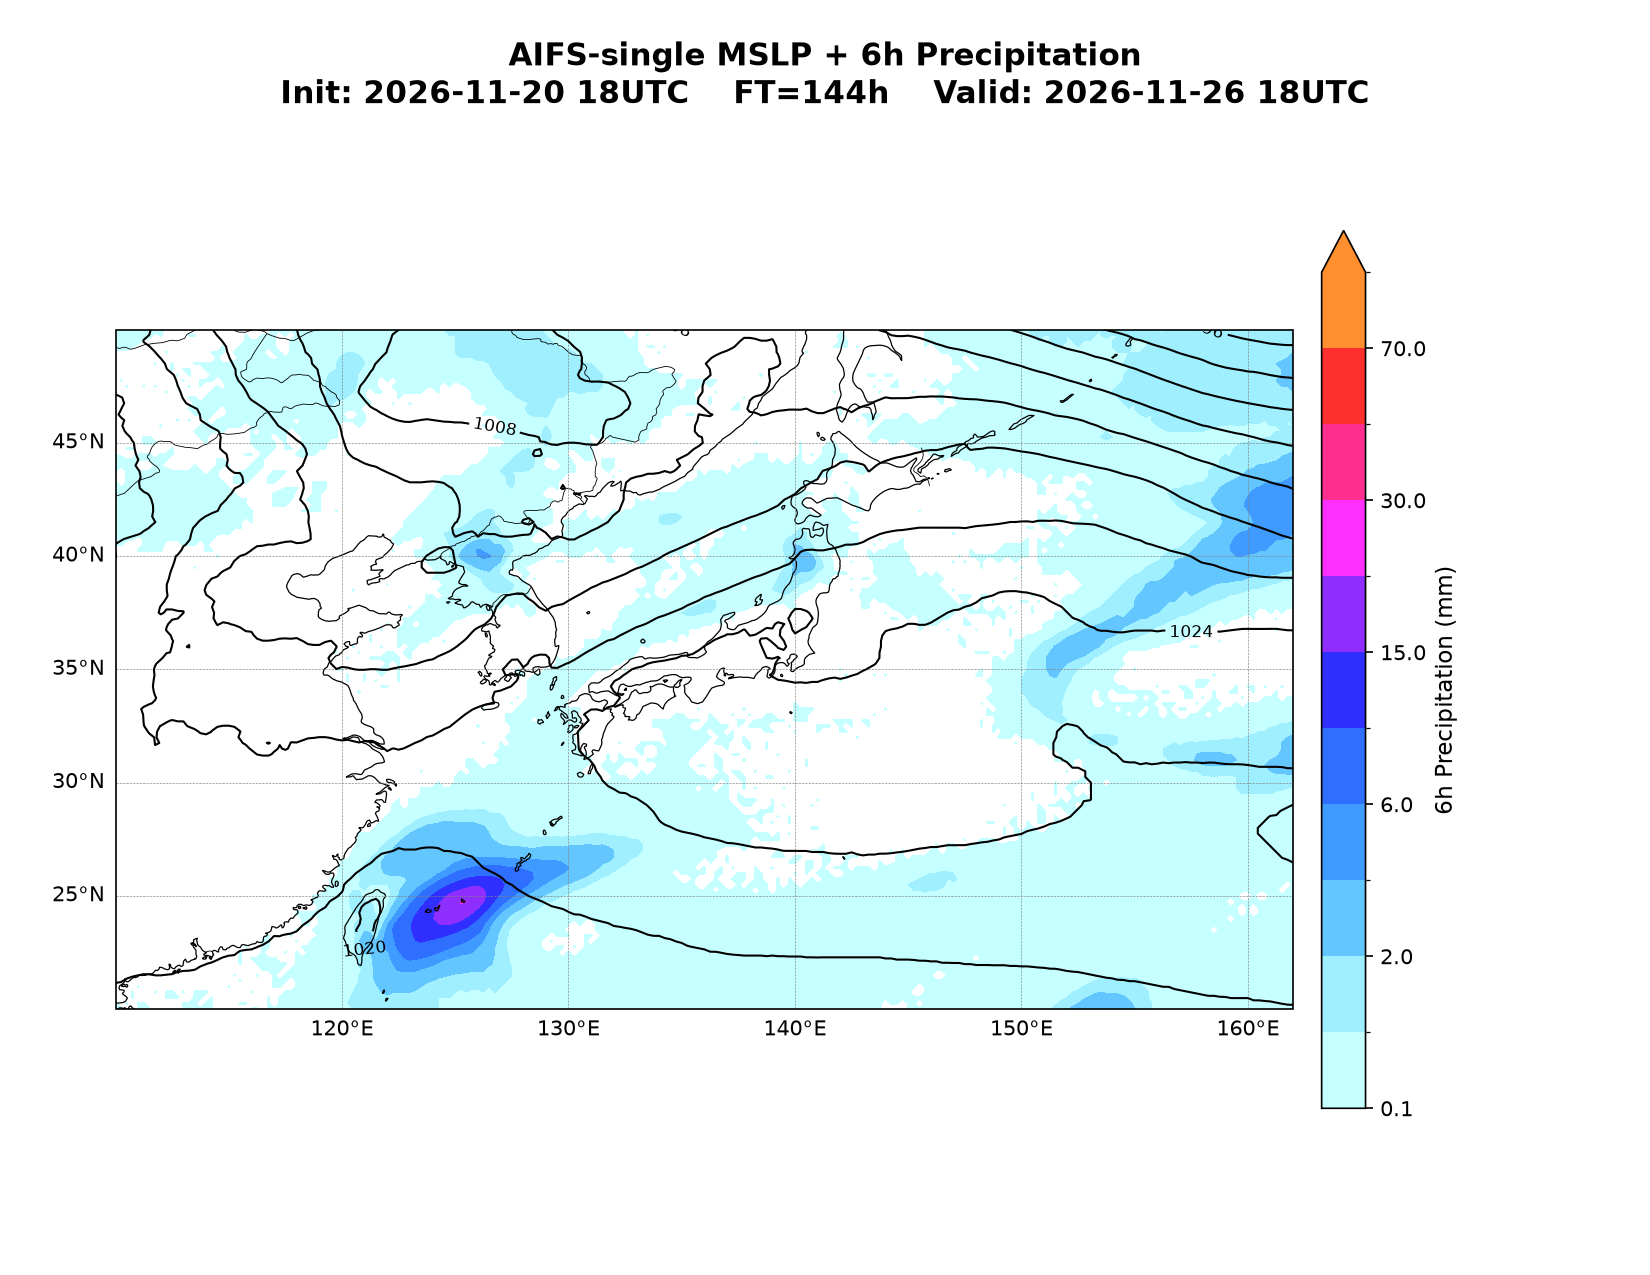 AIFS-single MSLP + 6h Precipitation
Init: 2026-11-20 18UTC    FT=144h    Valid: 2026-11-26 18UTC
1008
1024
1020
45°N
40°N
35°N
30°N
25°N
120°E
130°E
140°E
150°E
160°E
70.0
30.0
15.0
6.0
2.0
0.1
6h Precipitation (mm)